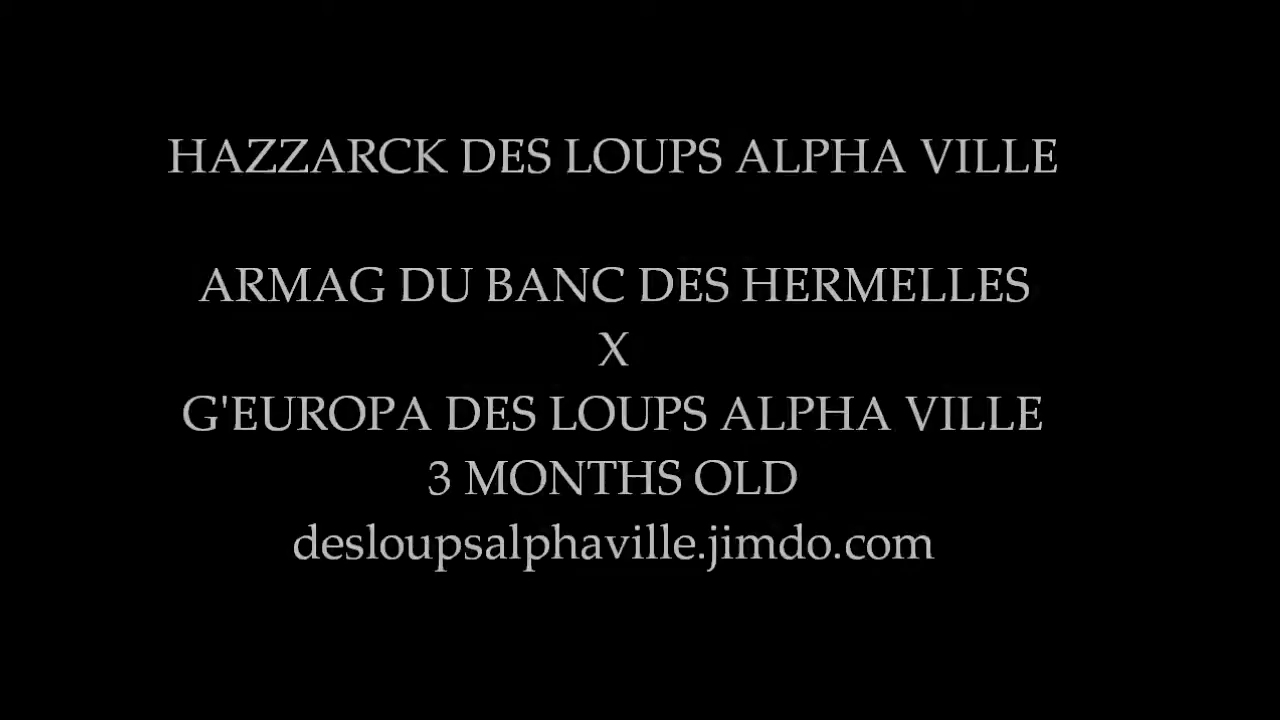 HAZZARCK DES LOUPS ALPHA VILLE
ARMAG DU BANC DES HERMELLES
X
G'EUROPA DES LOUPS ALPHA VILLE
3 MONTHS OLD
desloupsalphaville.jimdo.com